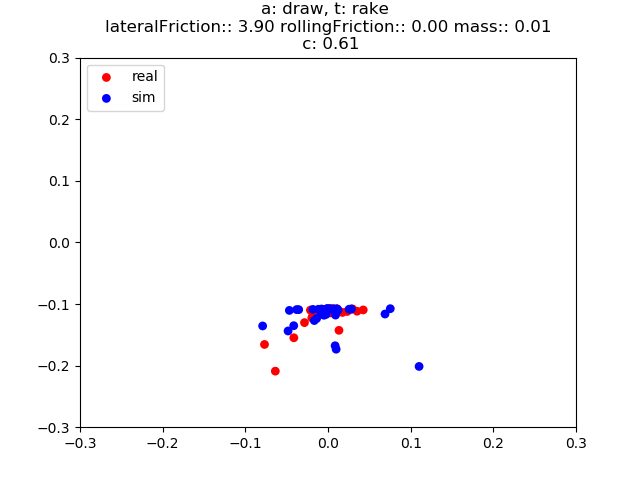 a: draw, t: rake
lateralFriction:: 3.90 rollingFriction:: 0.00 mass:: 0.01
c: 0.61
real
sim
0.3
0.2
0.1
0.0
−0.1
−0.2
−0.3
−0.3
−0.2
−0.1
0.0
0.1
0.2
0.3